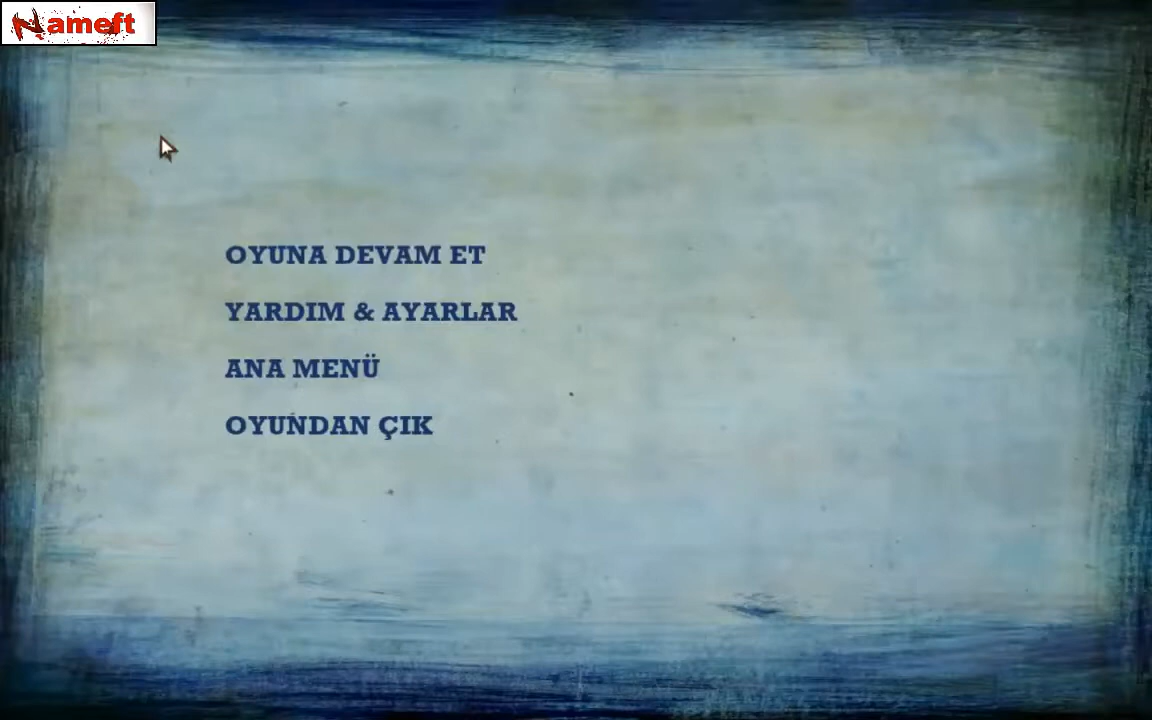 Nameft
OYUNA DEVAM ET
YARDIM & AYARLAR
ANA MENÜ
OYUNDAN ÇIK